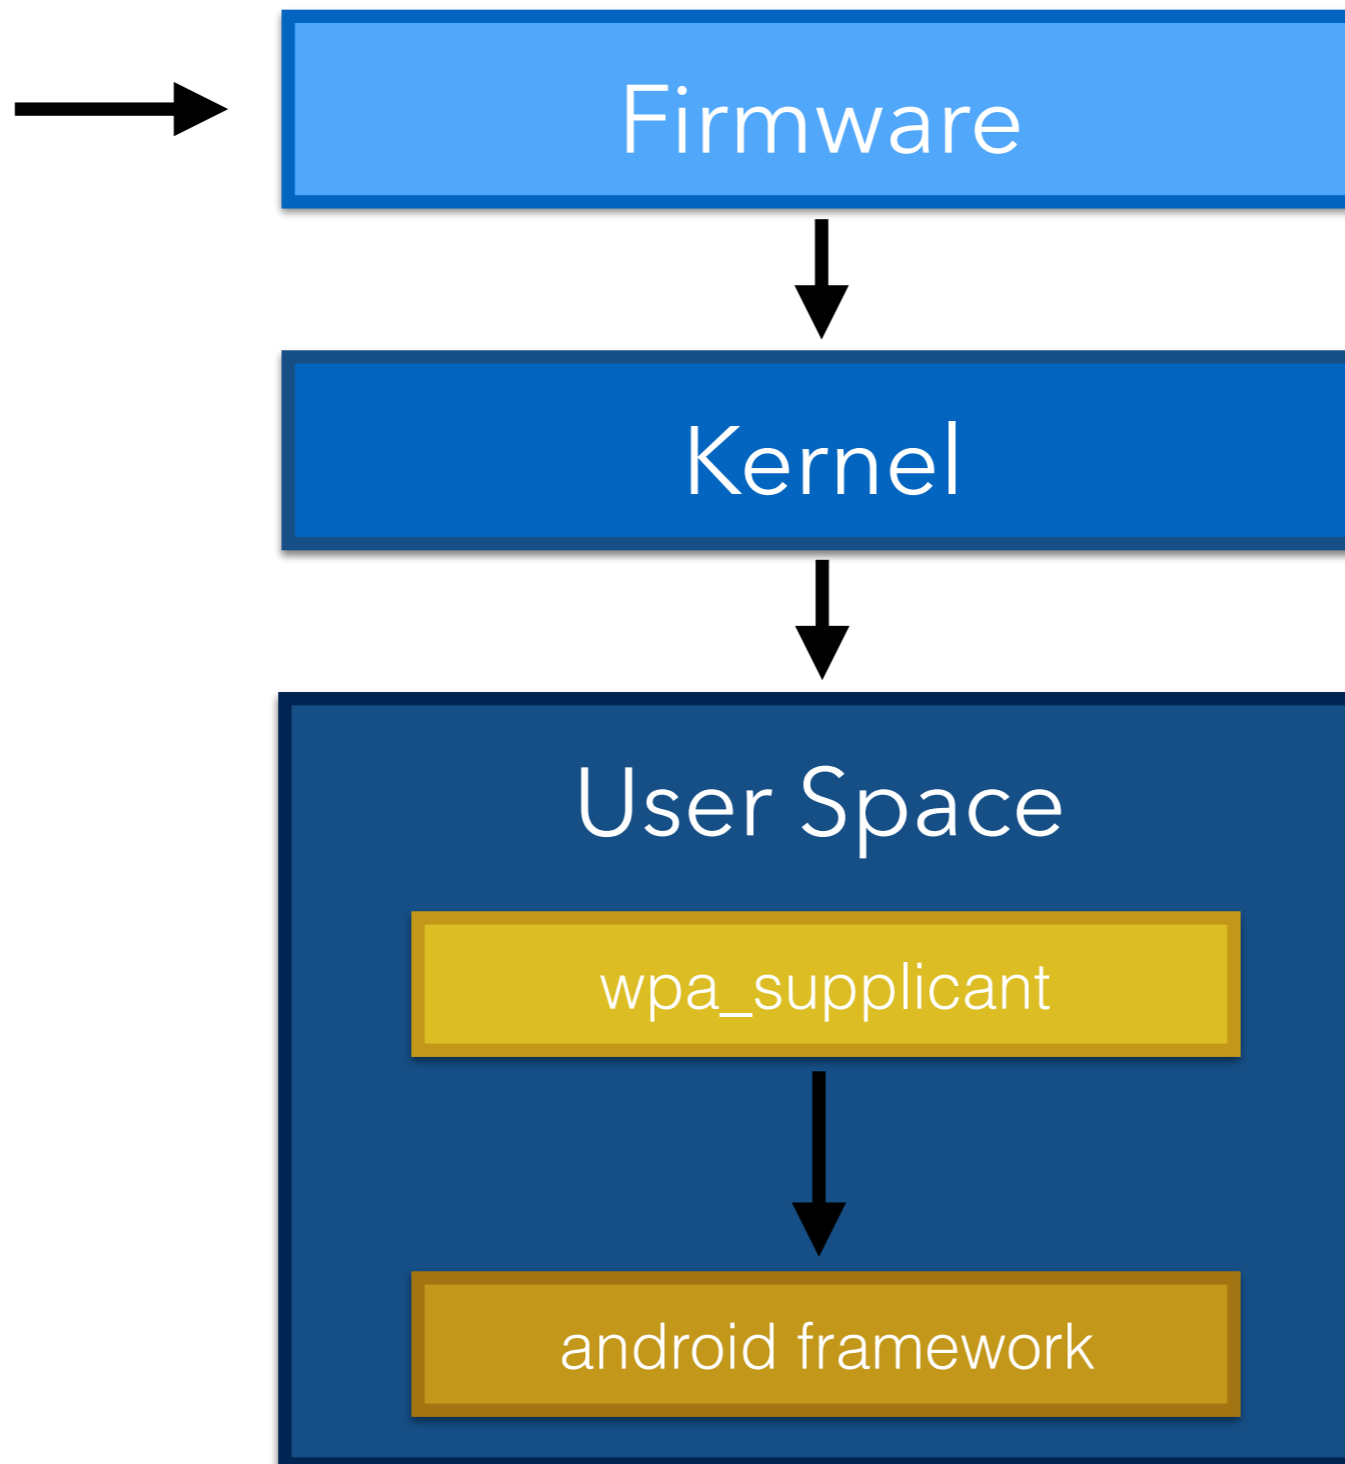 Firmware
Kernel
User Space
wpa_supplicant
android framework